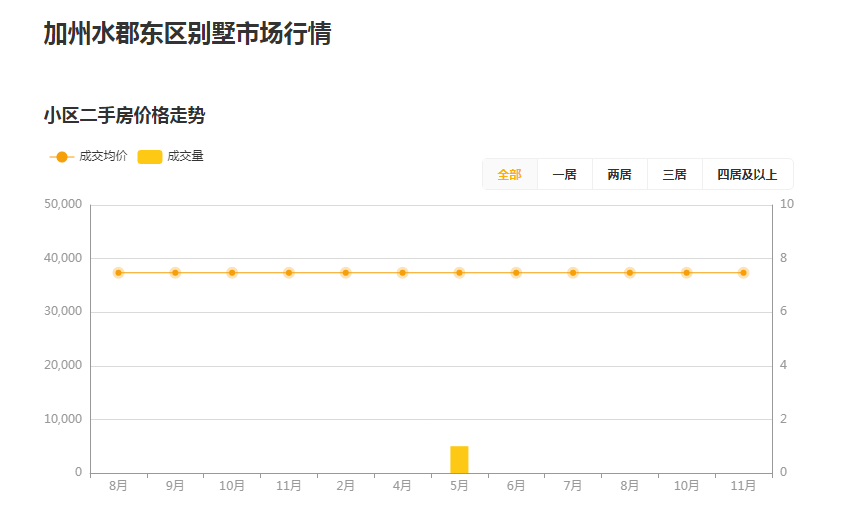 加州水郡东区别墅市场行情
小区二手房价格走势
成交均价 成交量
全部 一居 两居 三居 四居及以上
50,000 10
40,000 8
30,000 6
20,000 4
10,000 2
0 0
8月 9月 10月 11月 2月 4月 5月 6月 7月 8月 10月 11月